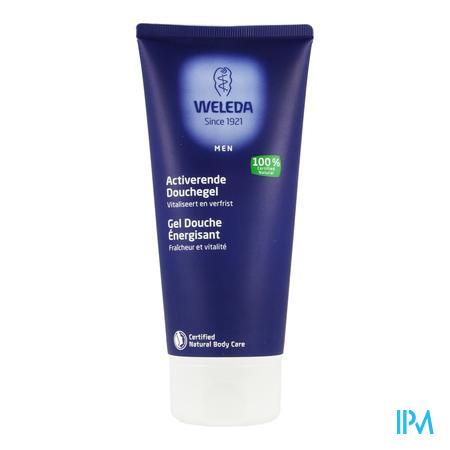 WELEDA
Since 1921
MEN
100%
Certified
Natural
Activerende
Douchegel
Vitaliseert en verfrist
Gel Douche
Énergisant
Fraîcheur et vitalité
Certified
Natural Body Care
IPM